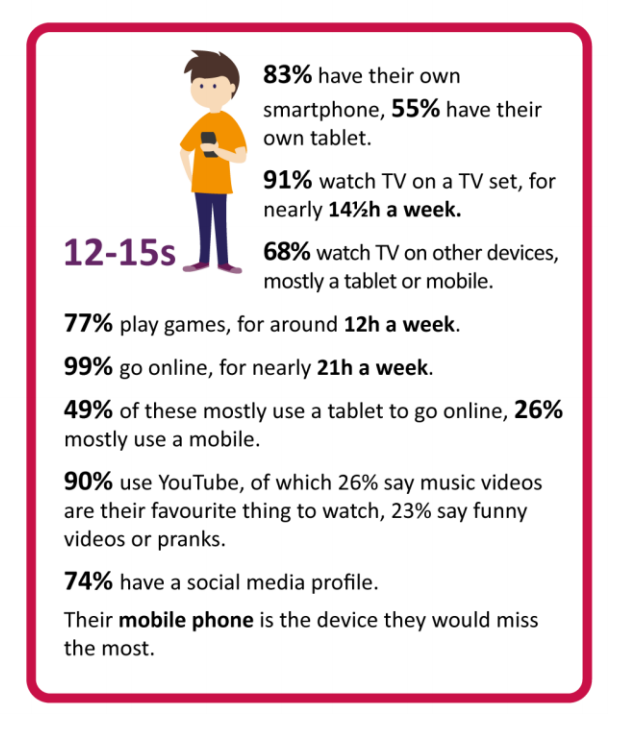 83% have their own
smartphone, 55% have their
own tablet.
91% watch TV on a TV set, for
nearly 14½h a week.
12-15s
68% watch TV on other devices,
mostly a tablet or mobile.
77% play games, for around 12h a week.
99% go online, for nearly 21h a week.
49% of these mostly use a tablet to go online, 26%
mostly use a mobile.
90% use YouTube, of which 26% say music videos
are their favourite thing to watch, 23% say funny
videos or pranks.
74% have a social media profile.
Their mobile phone is the device they would miss
the most.